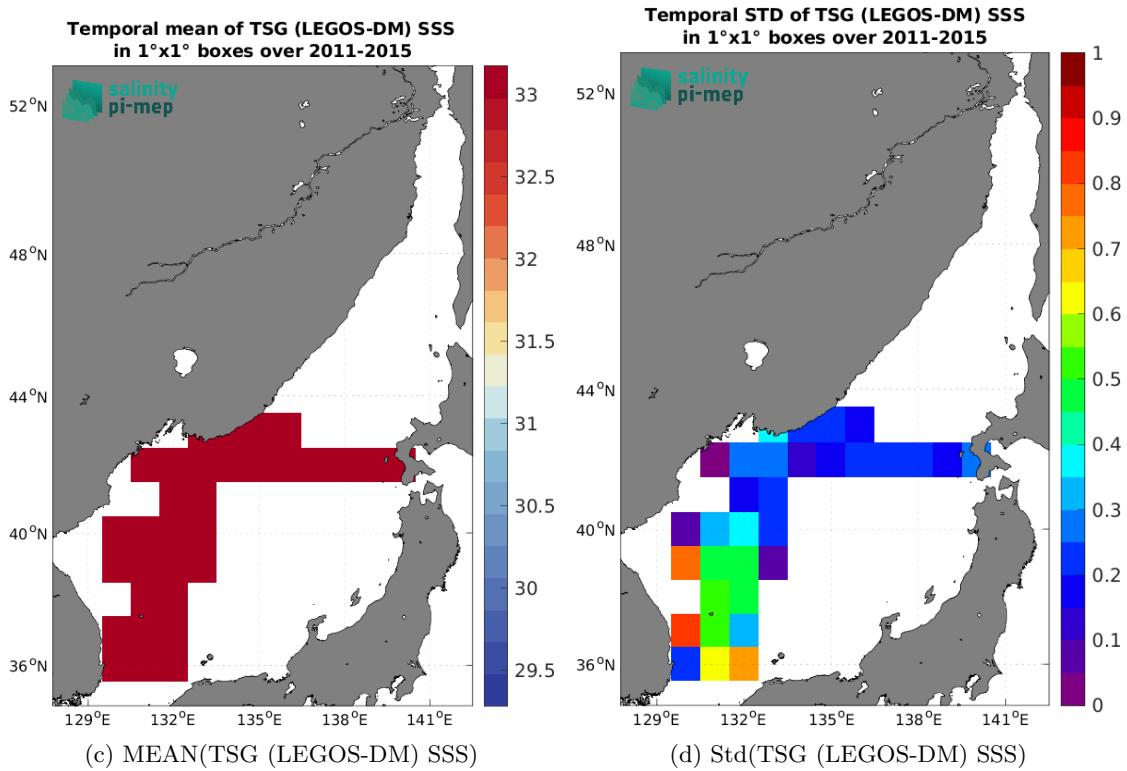 Temporal mean of TSG (LEGOS-DM) SSS
in 1°x1° boxes over 2011-2015
salinity
pi-mep
52°N
48°N
44°N
40°N
36°N
129°E 132°E 135°E 138°E 141°E
33
32.5
32
31.5
31
30.5
30
29.5
(c) MEAN(TSG (LEGOS-DM) SSS)
Temporal STD of TSG (LEGOS-DM) SSS
in 1°x1° boxes over 2011-2015
salinity
pi-mep
52°N
48°N
44°N
40°N
36°N
129°E 132°E 135°E 138°E 141°E
1
0.9
0.8
0.7
0.6
0.5
0.4
0.3
0.2
0.1
0
(d) Std(TSG (LEGOS-DM) SSS)